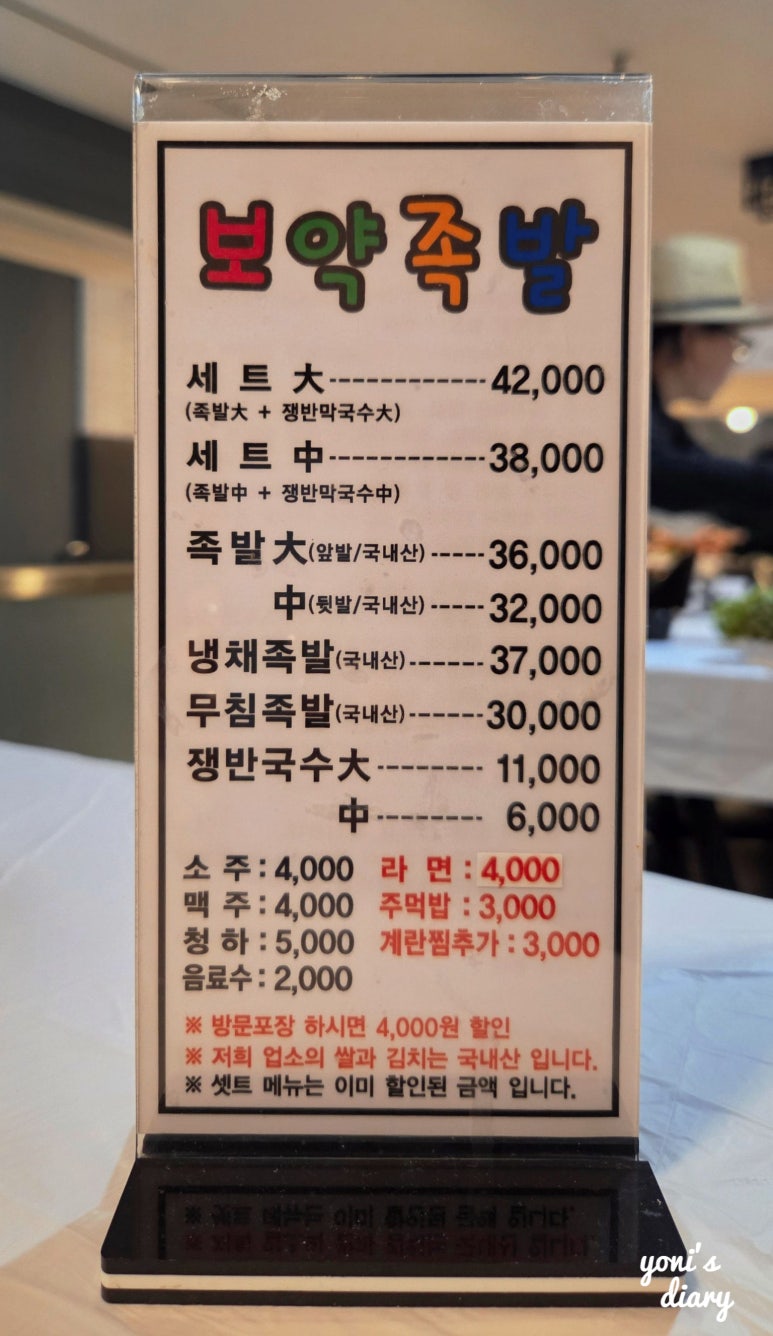 보약족발
세 트 大------------42,000
(족발大 + 쟁반막국수大)
세 트 中------------38,000
(족발中 + 쟁반막국수中)
족발大(앞발/국내산)-----36,000
中(뒷발/국내산)-----32,000
냉채족발(국내산)------37,000
무침족발(국내산)------30,000
쟁반국수大-------- 11,000
中-------- 6,000
소 주 : 4,000 라 면 : 4,000
맥 주 : 4,000 주먹밥 : 3,000
청 하 : 5,000 계란찜추가 : 3,000
음료수 : 2,000
※ 방문포장 하시면 4,000원 할인
※ 저희 업소의 쌀과 김치는 국내산 입니다.
※ 셋트 메뉴는 이미 할인된 금액 입니다.
yoni's
diary